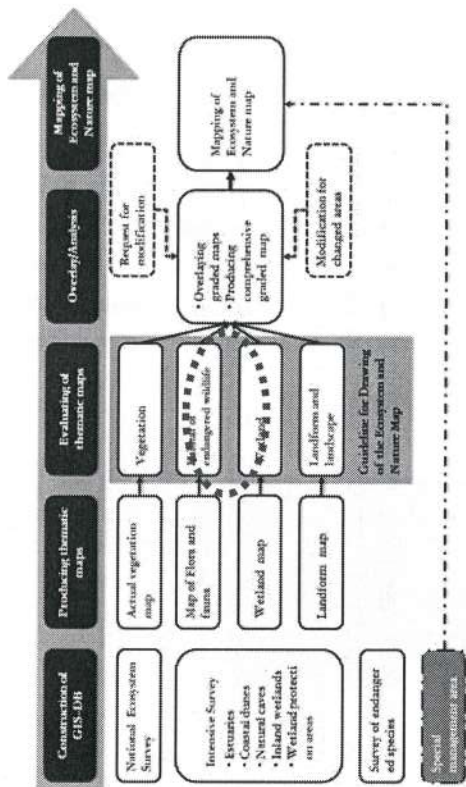 Construction of
GIS-DB
Producing thematic
maps
Evaluating of
thematic maps
Overlay/Analysis
Mapping of
Ecosystem and
Nature map
National Ecosystem
Survey
Intensive Survey
• Estuaries
• Coastal dunes
• Natural caves
• Inland wetlands
• Wetland protecti
on areas
Survey of endanger
ed species
Special
management area
Actual vegetation
map
Map of Flora and
fauna
Wetland map
Landform map
Vegetation
of
endangered wildlife
Wetland
Landform and
landscape
Guideline for Drawing
of the Ecosystem and
Nature Map
Request for
modification
• Overlaying
graded maps
• Producing
comprehensive
graded map
Modification for
changed areas
Mapping of
Ecosystem and
Nature map